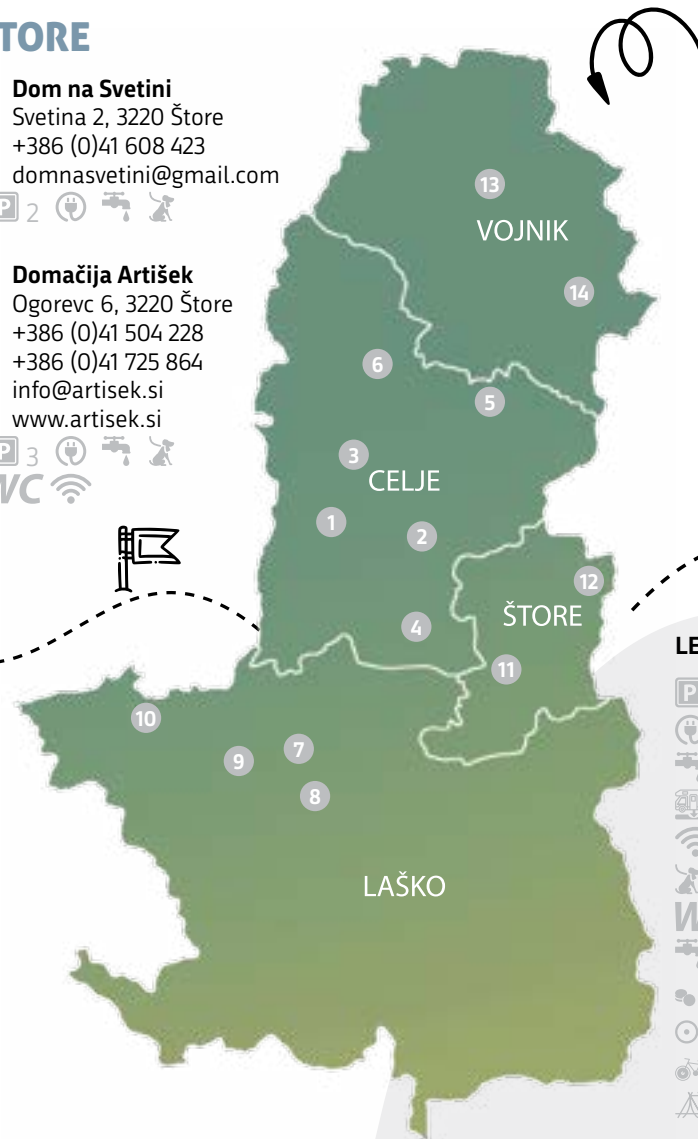 TORE
Dom na Svetini
Svetina 2, 3220 Štore
+386 (0)41 608 423
domnasvetini@gmail.com
P 2
Domačija Artišek
Ogorevc 6, 3220 Štore
+386 (0)41 504 228
+386 (0)41 725 864
info@artisek.si
www.artisek.si
P 3
WC
13
VOJNIK
14
6
5
3
CELJE
1
2
12
ŠTORE
4
11
10
7
9
8
LAŠKO
LE
P
W